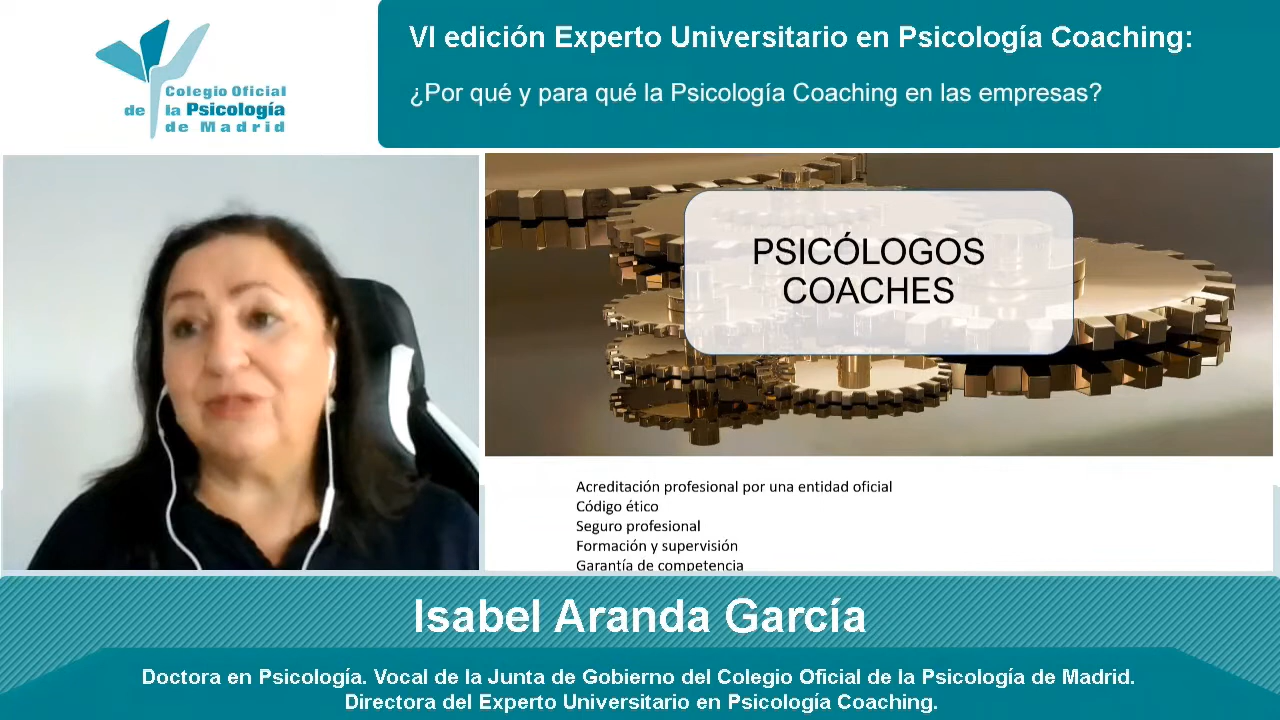 Colegio Oficial
de la Psicología
de Madrid
VI edición Experto Universitario en Psicología Coaching:
¿Por qué y para qué la Psicología Coaching en las empresas?
PSICÓLOGOS
COACHES
Acreditación profesional por una entidad oficial
Código ético
Seguro profesional
Formación y supervisión
Garantía de competencia
Isabel Aranda García
Doctora en Psicología. Vocal de la Junta de Gobierno del Colegio Oficial de la Psicología de Madrid.
Directora del Experto Universitario en Psicología Coaching.